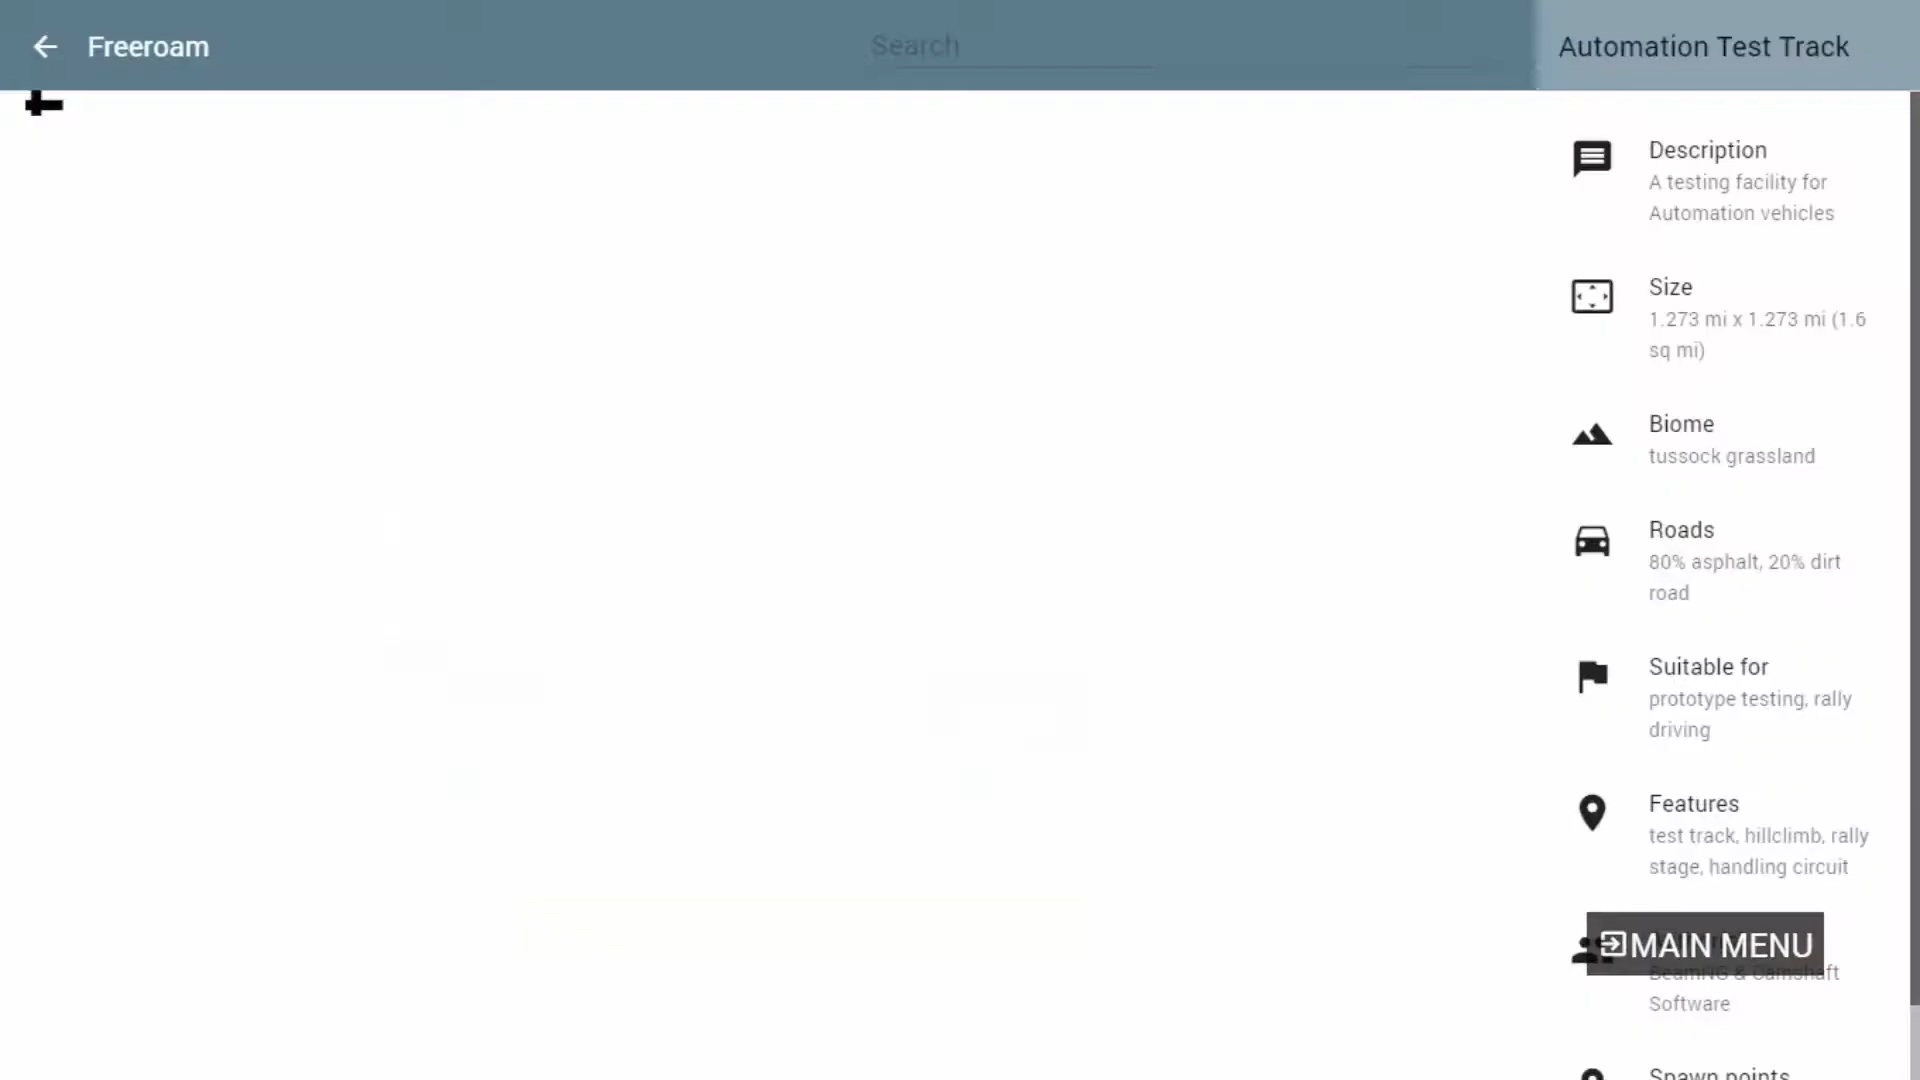 Freeroam
Search
Automation Test Track
Description
A testing facility for
Automation vehicles
Size
1.273 mi x 1.273 mi (1.6
sq mi)
Biome
tussock grassland
Roads
80% asphalt, 20% dirt
road
Suitable for
prototype testing, rally
driving
Features
test track, hillclimb, rally
stage, handling circuit
MAIN MENU
BeamNG & Camshaft
Software
Spawn points